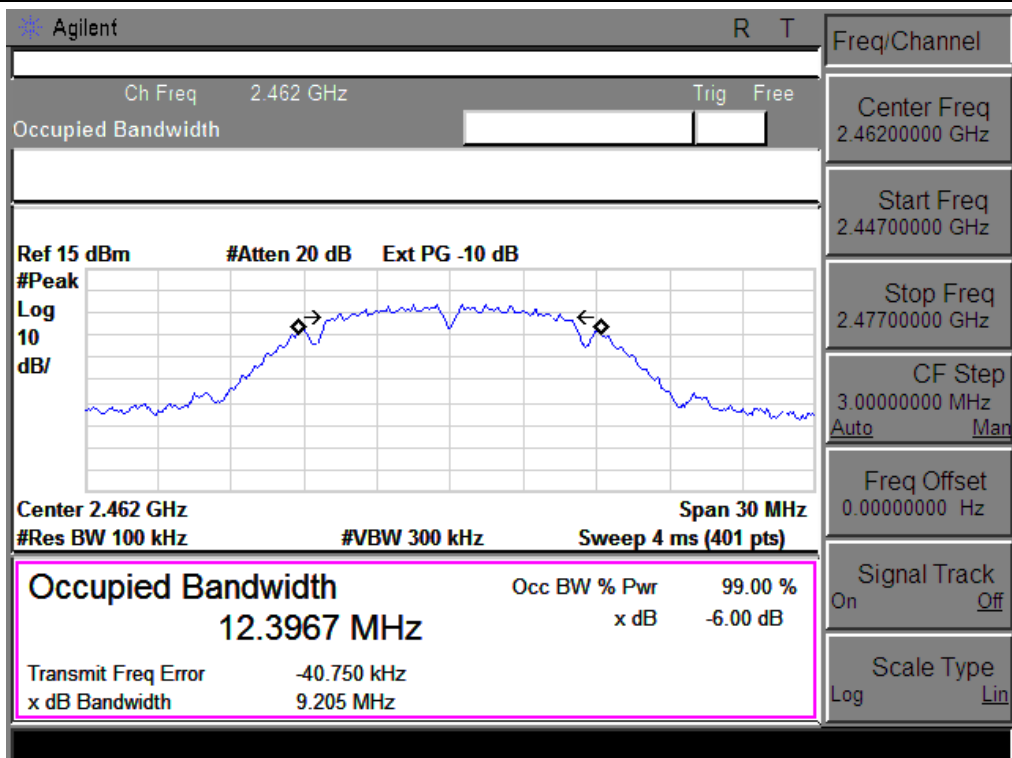 Agilent R T
Ch Freq 2.462 GHz Trig Free
Occupied Bandwidth
Ref 15 dBm #Atten 20 dB Ext PG -10 dB
#Peak
Log
10
dB/
Center 2.462 GHz Span 30 MHz
#Res BW 100 kHz #VBW 300 kHz Sweep 4 ms (401 pts)
Occupied Bandwidth
12.3967 MHz
Occ BW % Pwr 99.00 %
x dB -6.00 dB
Transmit Freq Error -40.750 kHz
x dB Bandwidth 9.205 MHz
Freq/Channel
Center Freq
2.46200000 GHz
Start Freq
2.44700000 GHz
Stop Freq
2.47700000 GHz
CF Step
3.00000000 MHz
Auto Man
Freq Offset
0.00000000 Hz
Signal Track
On Off
Scale Type
Log Lin